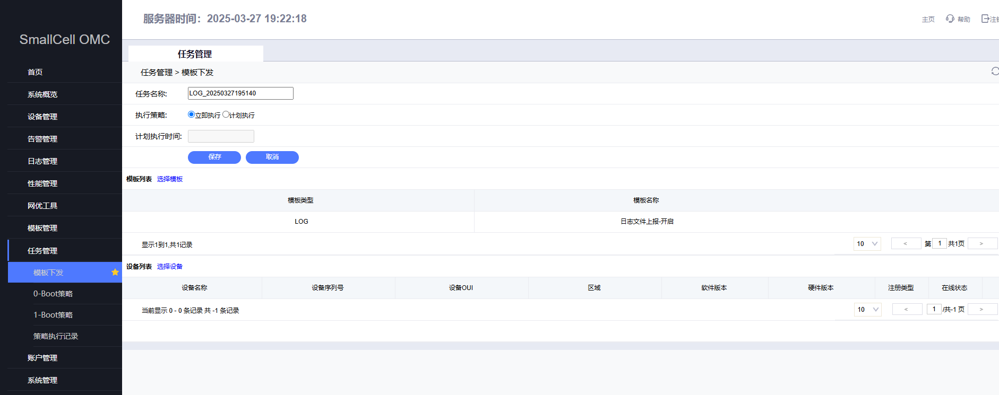 服务器时间：2025-03-27 19:22:18
主页
帮助
SmallCell OMC
首页
系统概览
设备管理
告警管理
日志管理
性能管理
网优工具
模板管理
任务管理
模板下发
0-Boot策略
1-Boot策略
策略执行记录
账户管理
系统管理
任务管理
任务管理 > 模板下发
任务名称: LOG_20250327195140
执行策略: 立即执行 计划执行
计划执行时间:
保存 取消
模板列表 选择模板
模板类型 模板名称
LOG 日志文件上报-开启
显示1到1,共1记录 10 < 第 1 共1页 >
设备列表 选择设备
设备名称 设备序列号 设备OUI 区域 软件版本 硬件版本 注册类型 在线状态
当前显示 0 - 0 条记录 共 -1 条记录 10 < 1 /共-1 页 >